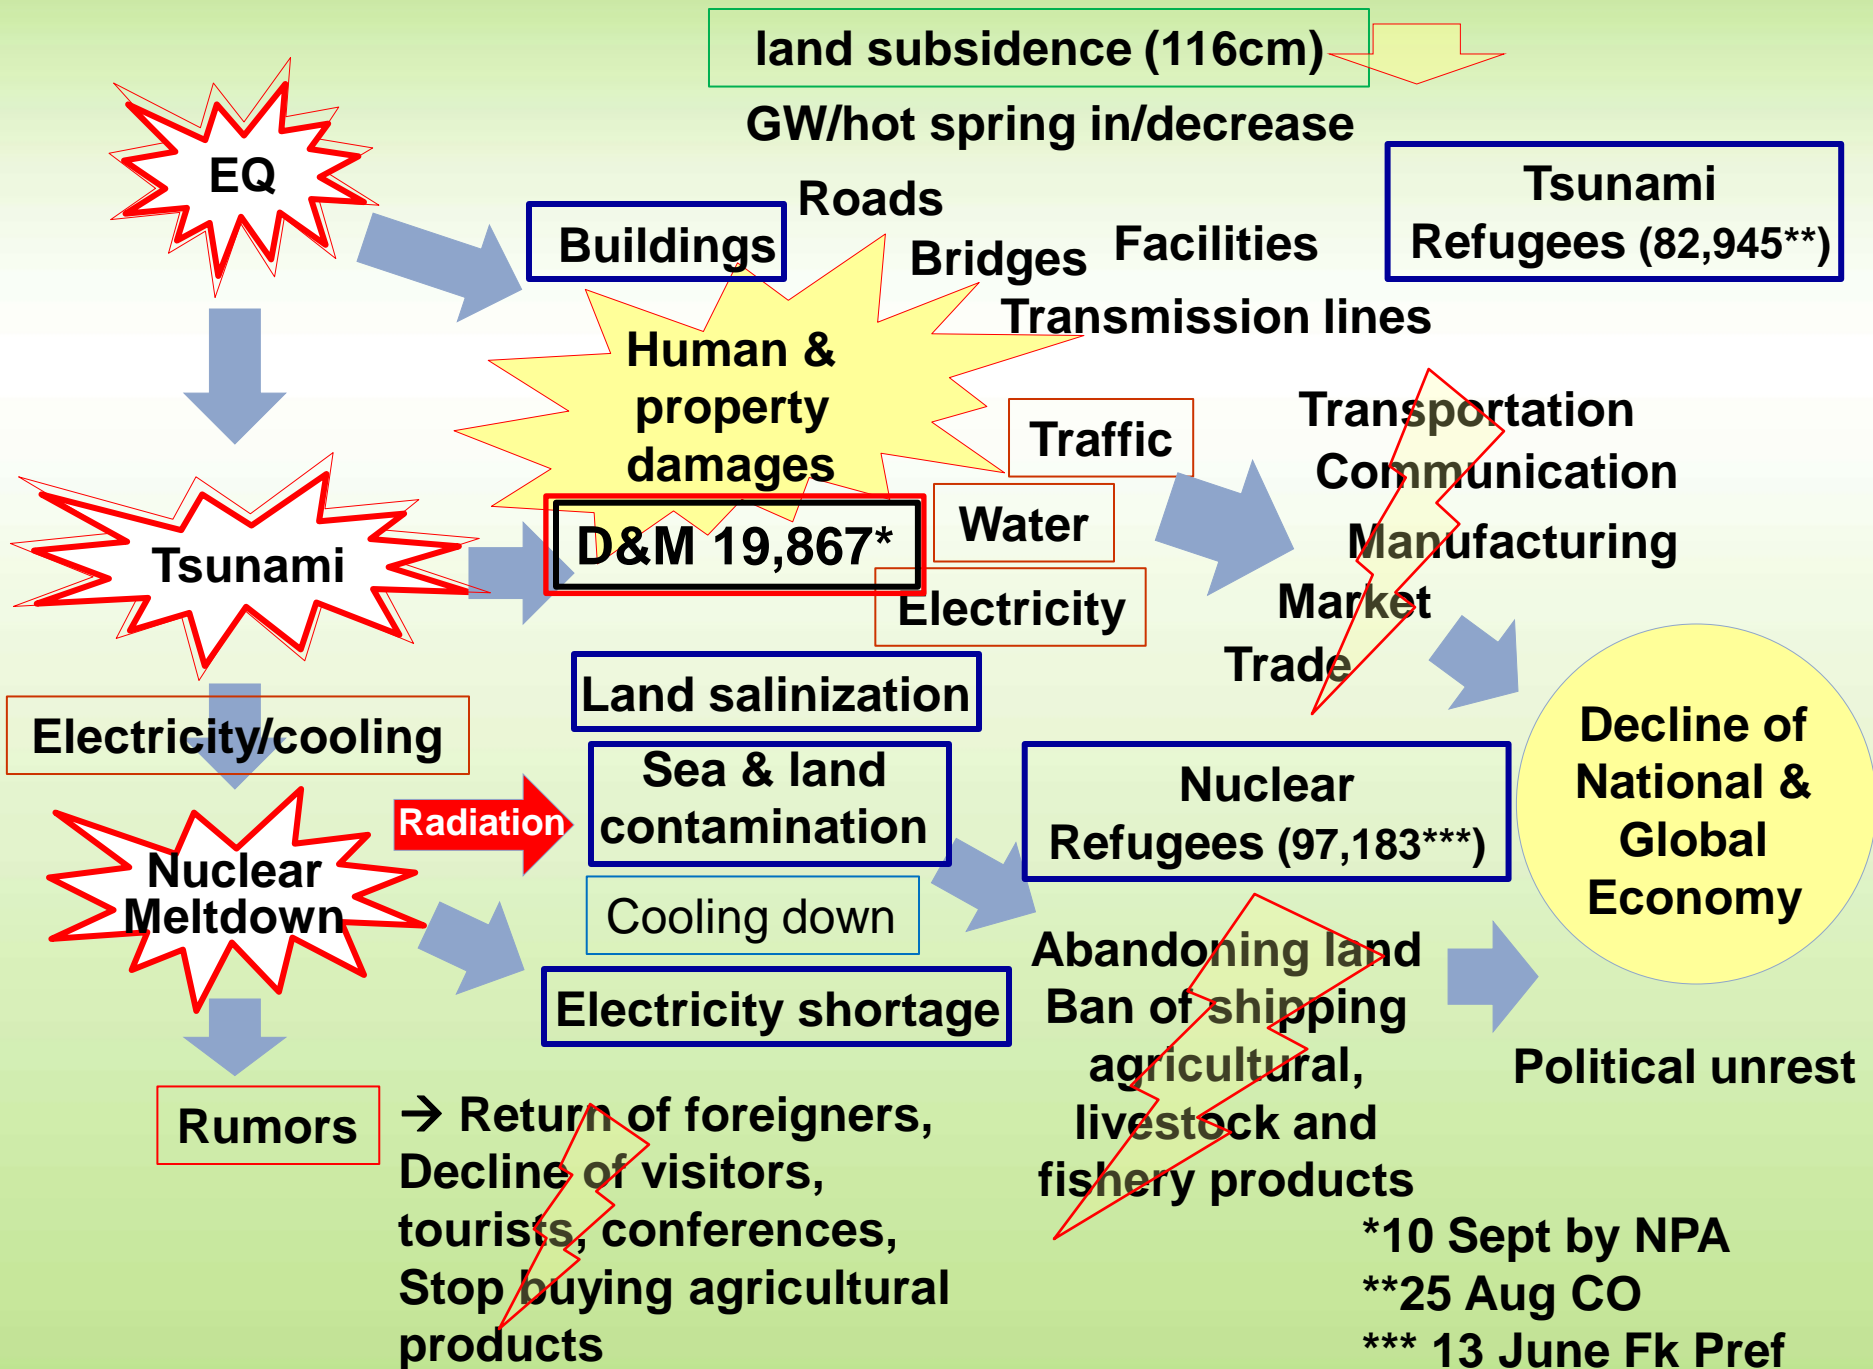 land subsidence (116cm)
GW/hot spring in/decrease
EQ
Tsunami
Refugees (82,945**)
Roads
Buildings
Bridges
Facilities
Transmission lines
Human &
property
damages
Traffic
Transportation
Communication
Manufacturing
Market
Trade
Water
D&M 19,867*
Tsunami
Electricity
Land salinization
Electricity/cooling
Sea & land
contamination
Radiation
Nuclear
Refugees (97,183***)
Decline of
National &
Global
Economy
Nuclear
Meltdown
Cooling down
Electricity shortage
Abandoning land
Ban of shipping
agricultural,
livestock and
fishery products
Political unrest
Rumors
→ Return of foreigners,
Decline of visitors,
tourists, conferences,
Stop buying agricultural
products
*10 Sept by NPA
**25 Aug CO
*** 13 June Fk Pref